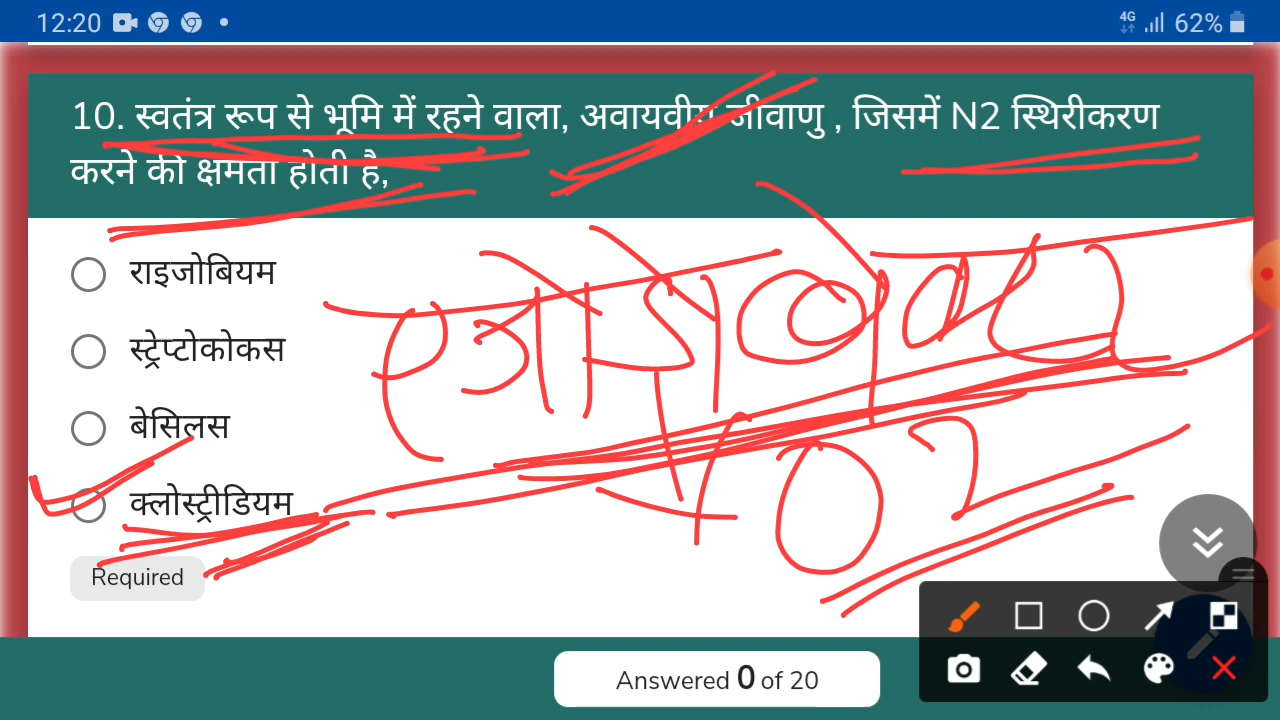 12:20
4G
62%
10. स्वतंत्र रूप से भूमि में रहने वाला, अवायवीय जीवाणु , जिसमें N2 स्थिरीकरण
करने की क्षमता होती है,
राइजोबियम
स्ट्रेप्टोकोकस
बेसिलस
क्लोस्ट्रीडियम
Required
02
Answered 0 of 20